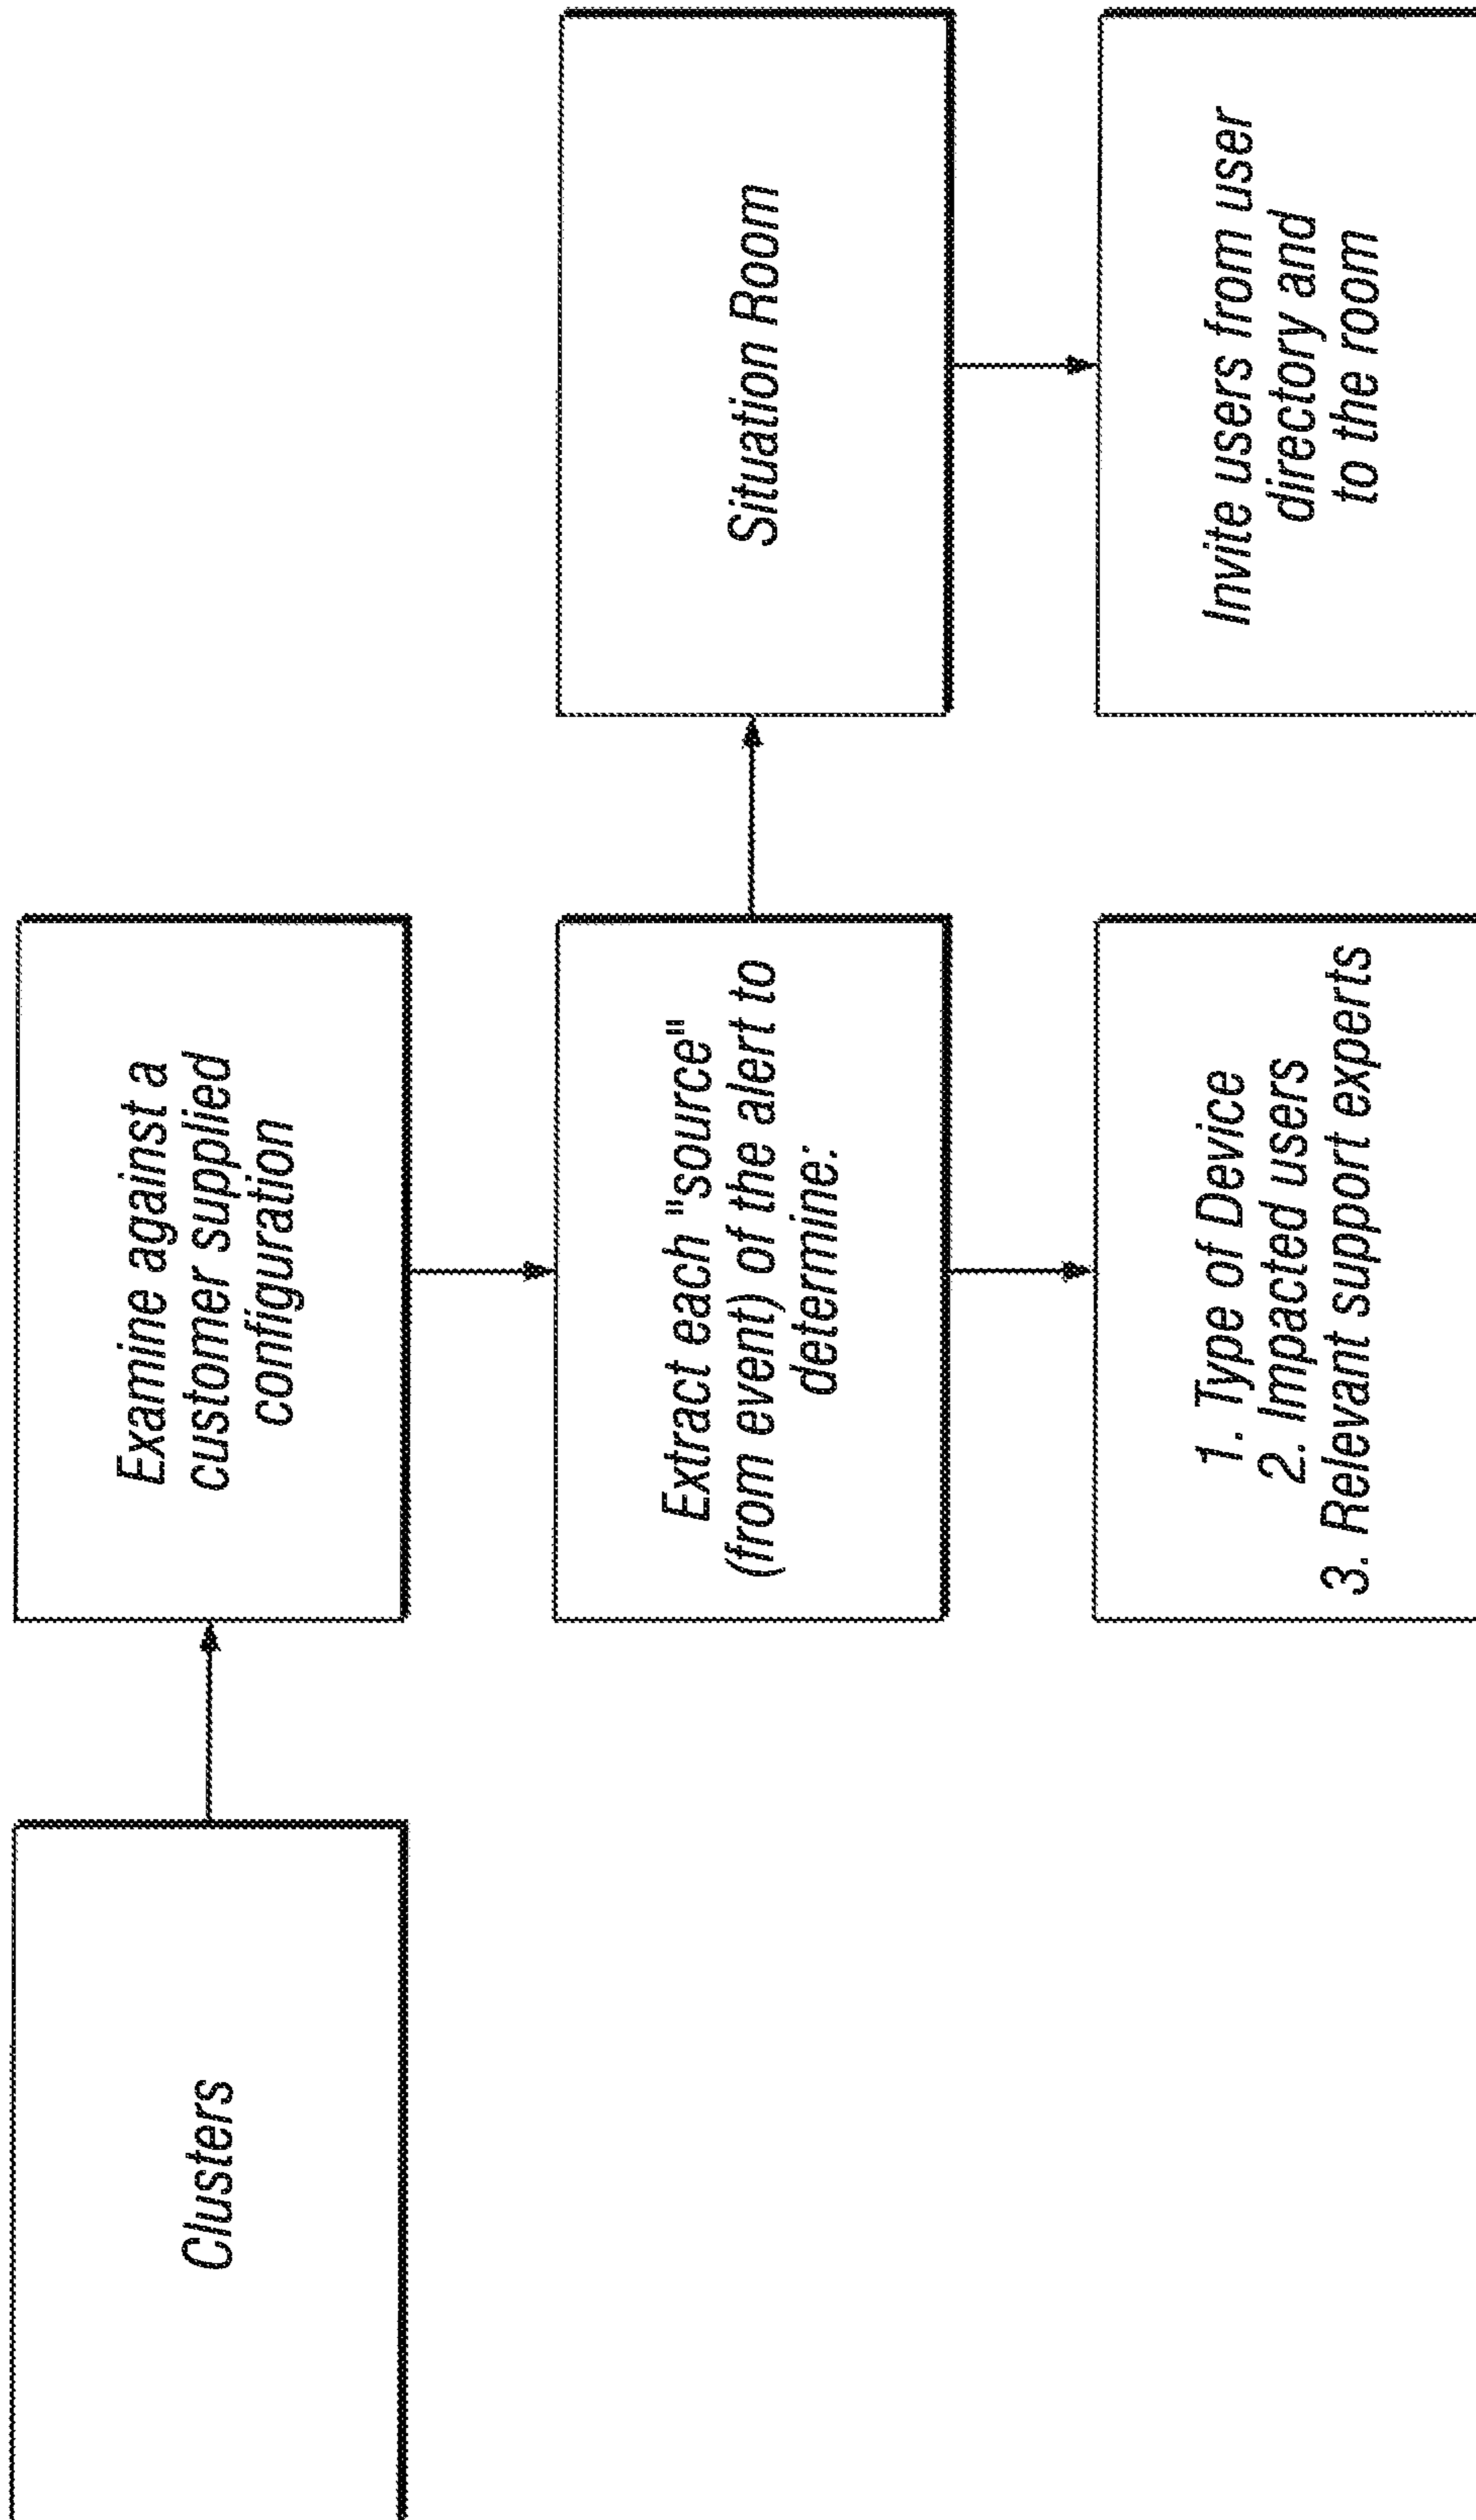 Clusters
Examine against a
customer supplied
configuration
Extract each "source"
(from event) of the alert to
determine:
Situation Room
1. Type of Device
2. Impacted users
3. Relevant support experts
Invite users from user
directory and
to the room